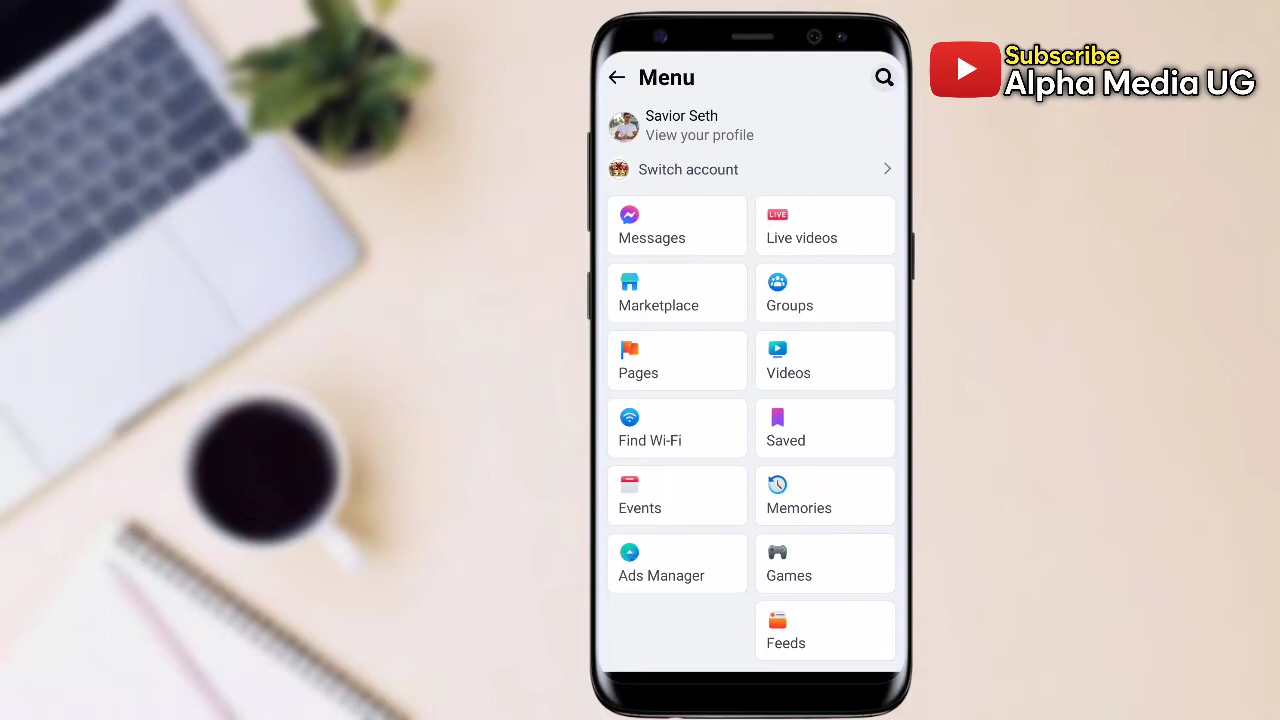 Subscribe
Alpha Media UG
Menu
Savior Seth
View your profile
Switch account
Messages
LIVE
Live videos
Marketplace
Groups
Pages
Videos
Find Wi-Fi
Saved
Events
Memories
Ads Manager
Games
Feeds